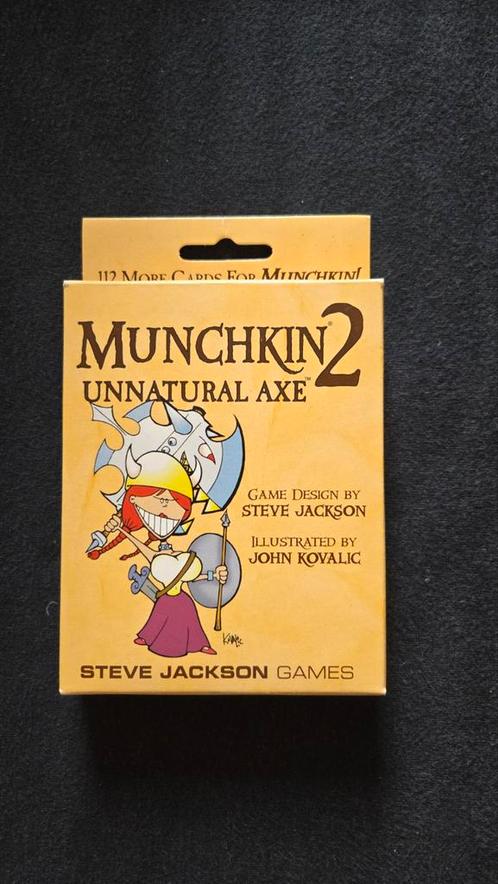 112 MORE CARDS FOR MUNCHKIN!
MUNCHKIN® 2
UNNATURAL AXE™
GAME DESIGN BY
STEVE JACKSON
ILLUSTRATED BY
JOHN KOVALIC
STEVE JACKSON GAMES